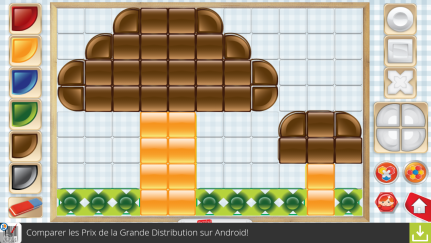 Comparer les Prix de la Grande Distribution sur Android!